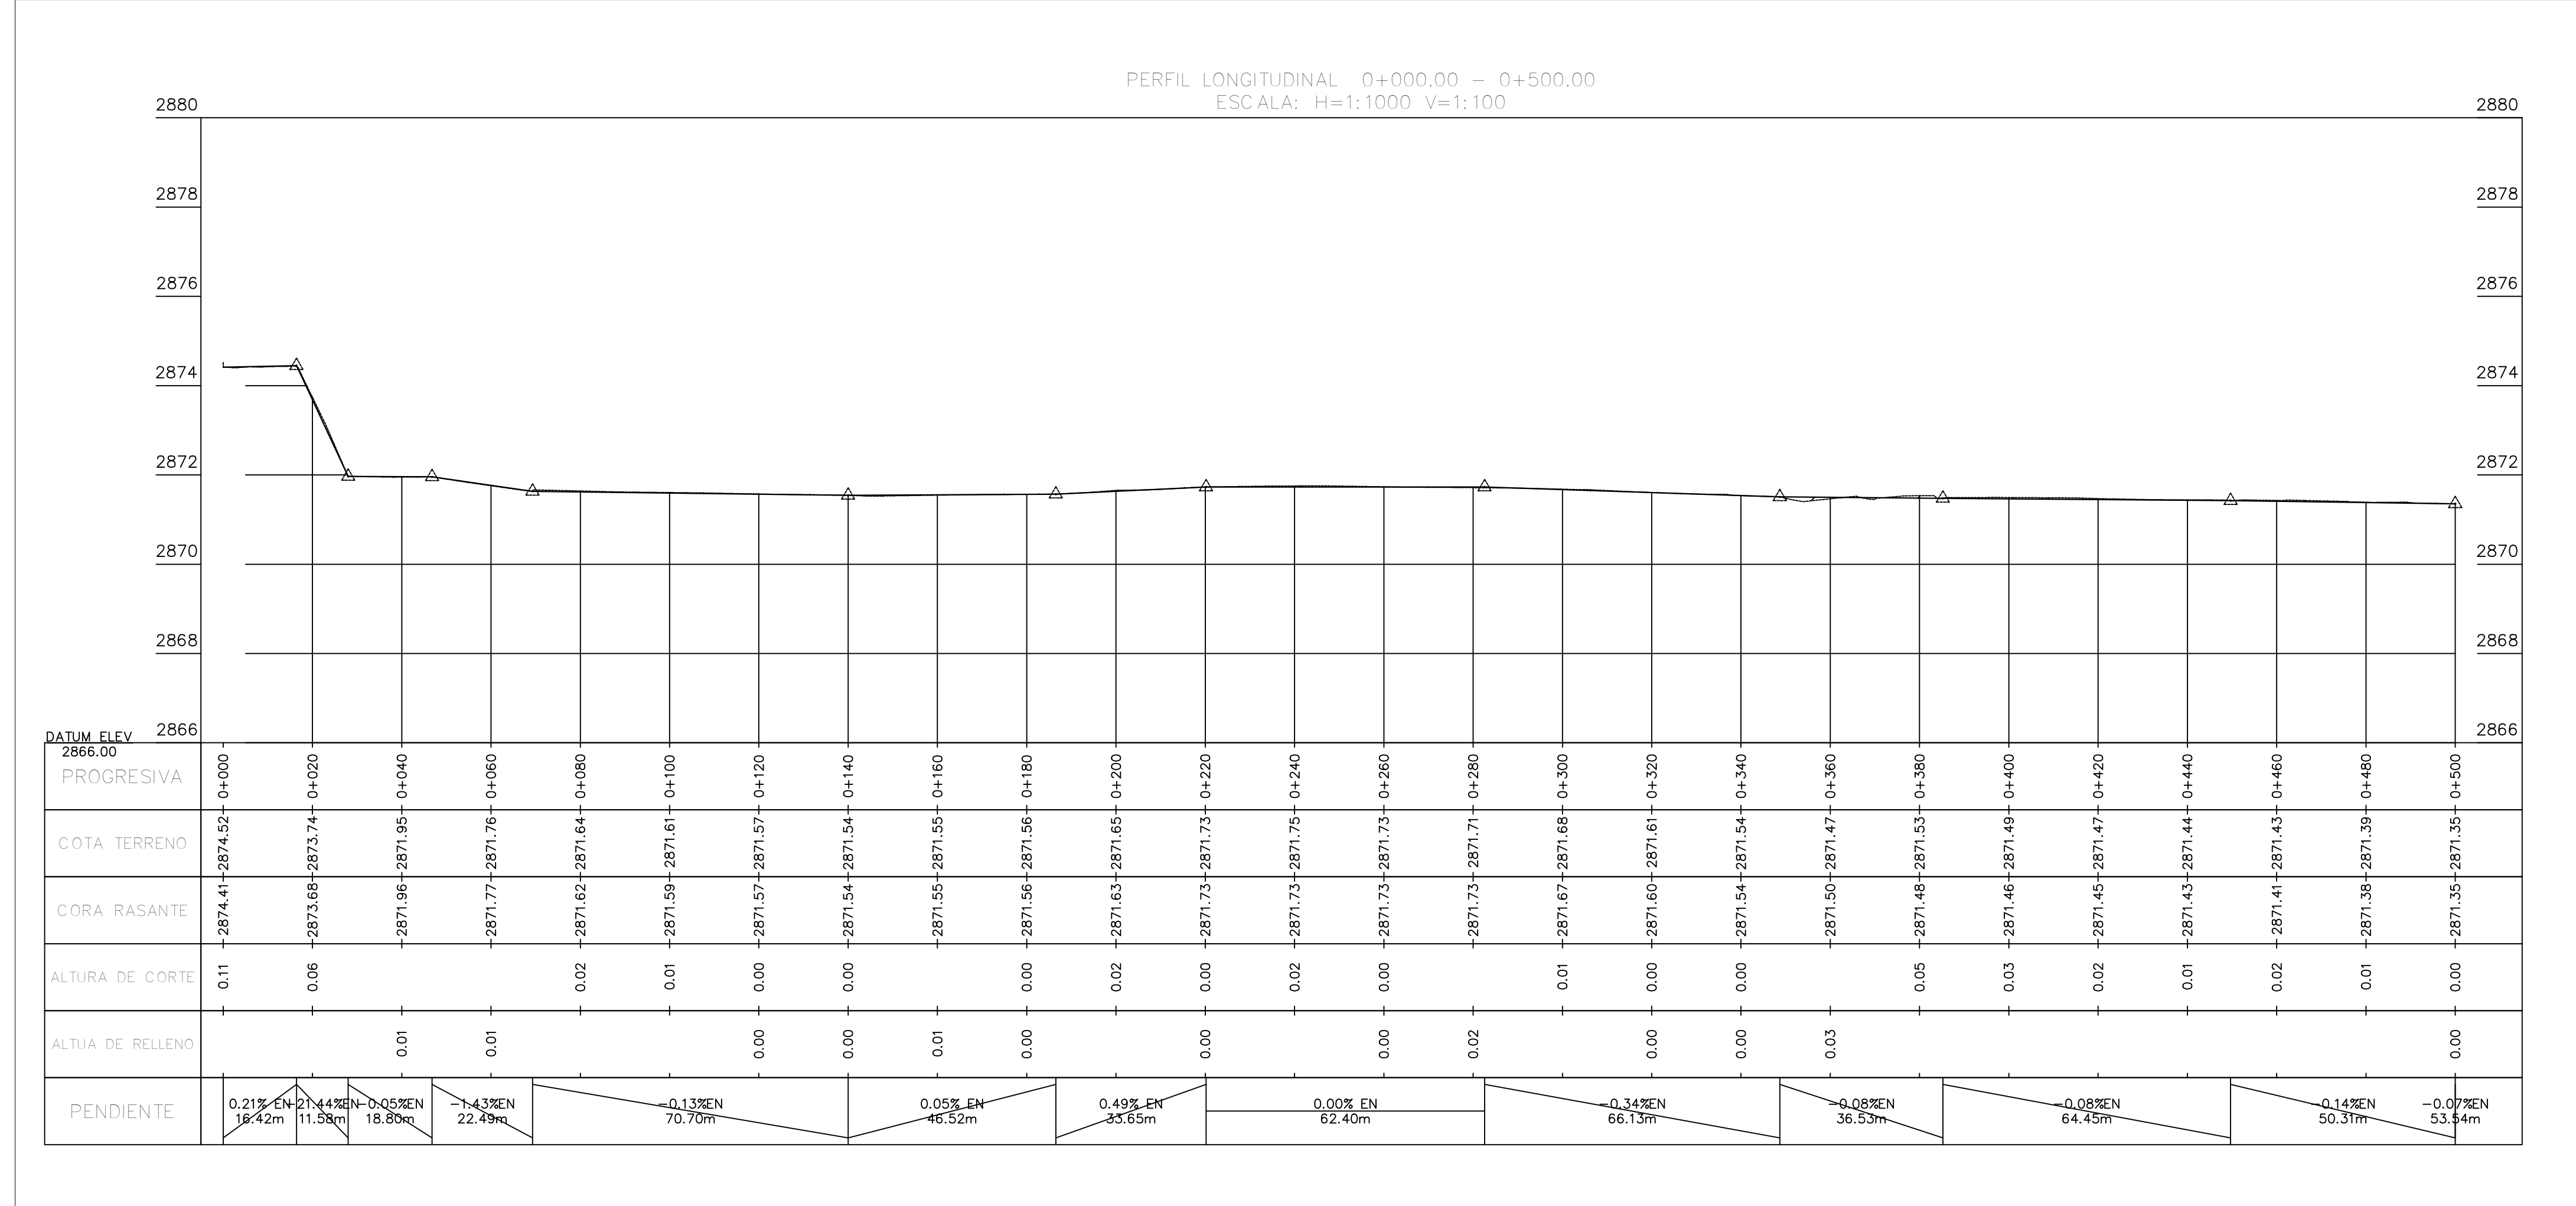 PERFIL LONGITUDINAL 0+000.00 - 0+500.00
ESCALA: H=1:1000 V=1:100
2880 2880
2878 2878
2876 2876
2874 2874
2872 2872
2870 2870
2868 2868
2866 2866
DATUM ELEV
2866.00
PROGRESIVA 0+000 0+020 0+040 0+060 0+080 0+100 0+120 0+140 0+160 0+180 0+200 0+220 0+240 0+260 0+280 0+300 0+320 0+340 0+360 0+380 0+400 0+420 0+440 0+460 0+480 0+500
COTA TERRENO 2874.52 2873.74 2871.95 2871.76 2871.64 2871.61 2871.57 2871.54 2871.55 2871.56 2871.65 2871.73 2871.75 2871.73 2871.71 2871.68 2871.61 2871.54 2871.47 2871.53 2871.49 2871.47 2871.44 2871.43 2871.39 2871.35
CORA RASANTE 2874.41 2873.68 2871.96 2871.77 2871.62 2871.59 2871.57 2871.54 2871.55 2871.56 2871.63 2871.73 2871.73 2871.73 2871.73 2871.67 2871.60 2871.54 2871.50 2871.48 2871.46 2871.45 2871.43 2871.41 2871.38 2871.35
ALTURA DE CORTE 0.11 0.06 0.02 0.01 0.00 0.00 0.00 0.02 0.00 0.02 0.00 0.01 0.00 0.00 0.05 0.03 0.02 0.01 0.02 0.01 0.00
ALTUA DE RELLENO 0.01 0.01 0.00 0.00 0.01 0.00 0.00 0.00 0.02 0.00 0.00 0.03 0.00
PENDIENTE
0.21% EN -21.44%EN -0.05%EN -1.43%EN -0.13%EN 0.05% EN 0.49% EN 0.00% EN -0.34%EN -0.08%EN -0.08%EN -0.14%EN -0.07%EN
16.42m 11.58m 18.80m 22.49m 70.70m 46.52m 33.65m 62.40m 66.13m 36.53m 64.45m 50.31m 53.54m